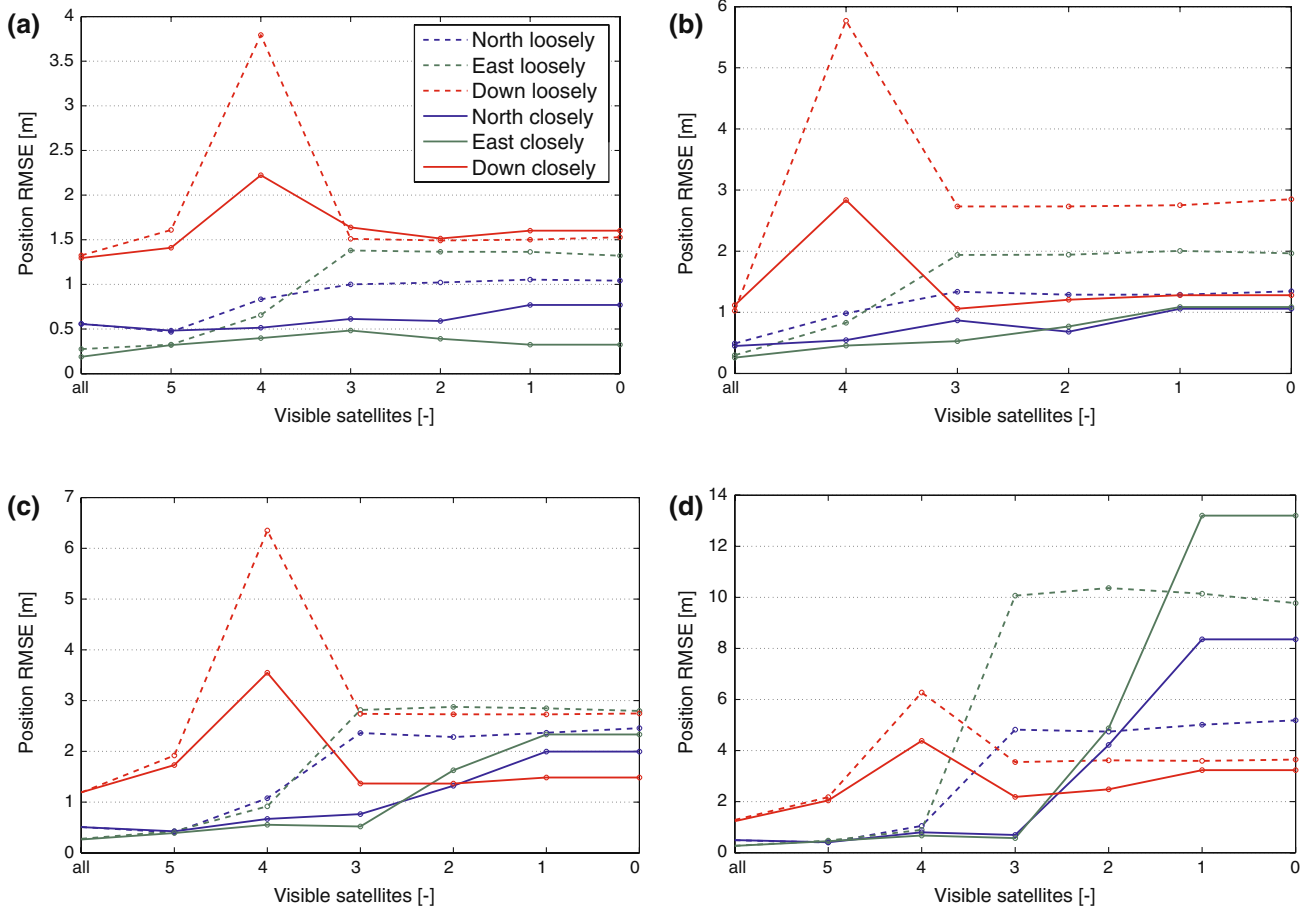 (a)
Position RMSE [m]
4
3.5
3
2.5
2
1.5
1
0.5
0
North loosely
East loosely
Down loosely
North closely
East closely
Down closely
all 5 4 3 2 1 0
Visible satellites [-]
(b)
Position RMSE [m]
6
5
4
3
2
1
0
all 4 3 2 1 0
Visible satellites [-]
(c)
Position RMSE [m]
7
6
5
4
3
2
1
0
all 5 4 3 2 1 0
Visible satellites [-]
(d)
Position RMSE [m]
14
12
10
8
6
4
2
0
all 5 4 3 2 1 0
Visible satellites [-]